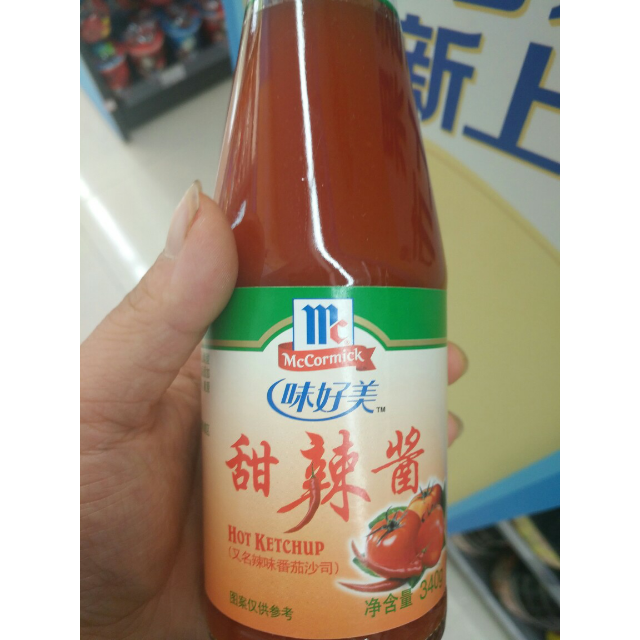 新上
Mc
McCormick
味好美™
甜辣酱
HOT KETCHUP
(又名辣味番茄沙司)
图案仅供参考
净含量 340g